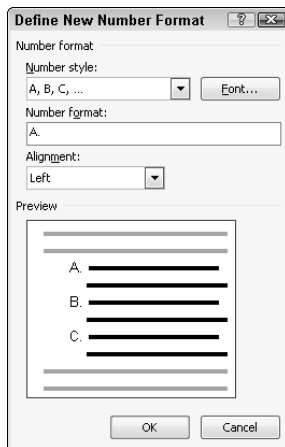 Define New Number Format ? X
Number format
Number style:
A, B, C, ...
Font...
Number format:
A.
Alignment:
Left
Preview
A.
B.
C.
OK Cancel